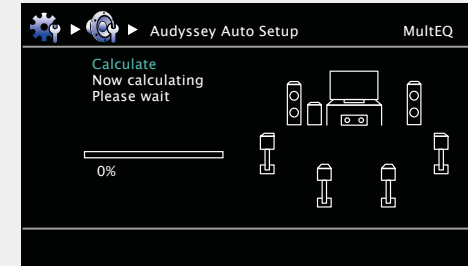 Audyssey Auto Setup MultEQ
Calculate
Now calculating
Please wait
0%